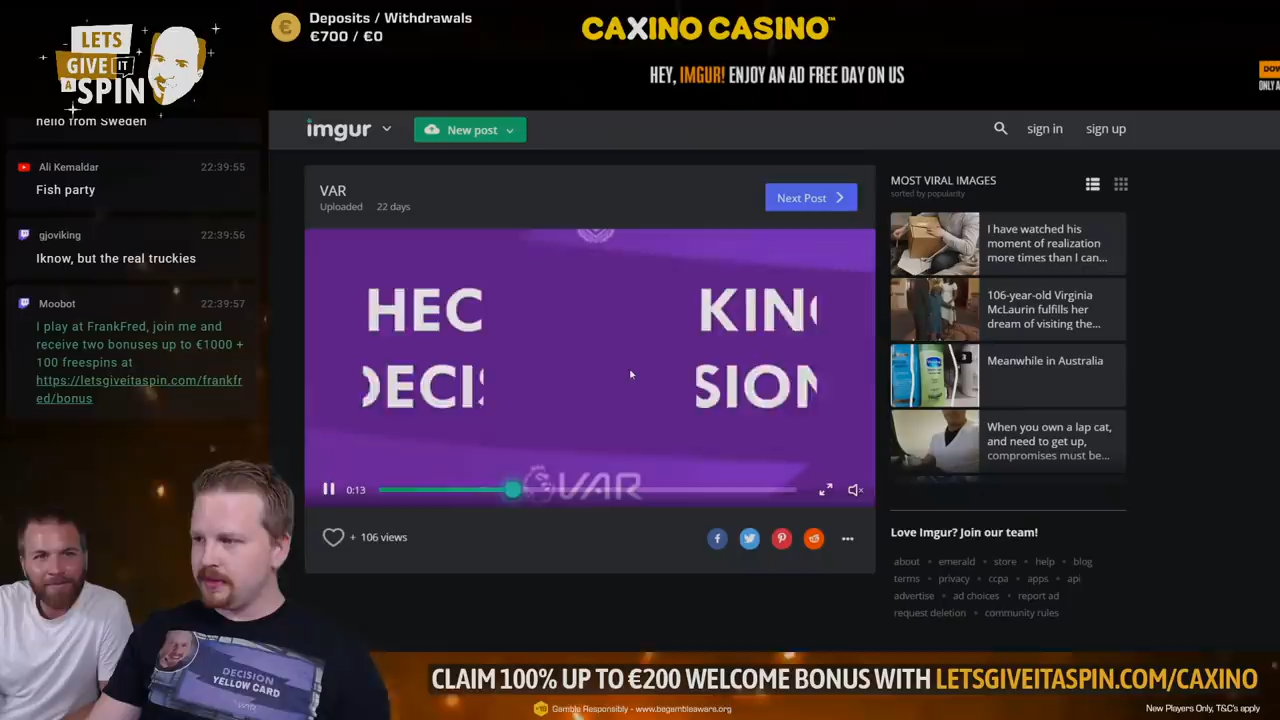 LETS
GIVE IT
A SPIN
Deposits / Withdrawals
€700 / €0
CAXINO CASINO™
HEY, IMGUR! ENJOY AN AD FREE DAY ON US
DOW
ONLY A
hello from Sweden
Ali Kemaldar 22:39:55
Fish party
gjoviking 22:39:56
Iknow, but the real truckies
Moobot 22:39:57
I play at FrankFred, join me and
receive two bonuses up to €1000 +
100 freespins at
https://letsgiveitaspin.com/frankfr
ed/bonus
imgur New post
sign in sign up
VAR
Uploaded 22 days
Next Post
HEC KIN
DECIS SION
VAR
0:13
+ 106 views
MOST VIRAL IMAGES
sorted by popularity
I have watched his
moment of realization
more times than I can...
106-year-old Virginia
McLaurin fulfills her
dream of visiting the...
3
Meanwhile in Australia
When you own a lap cat,
and need to get up,
compromises must be...
Love Imgur? Join our team!
about • emerald • store • help • blog
terms • privacy • ccpa • apps • api
advertise • ad choices • report ad
request deletion • community rules
DECISION
YELLOW CARD
CLAIM 100% UP TO €200 WELCOME BONUS WITH LETSGIVEITASPIN.COM/CAXINO
18 Gamble Responsibly - www.begambleaware.org
New Players Only, T&C's apply